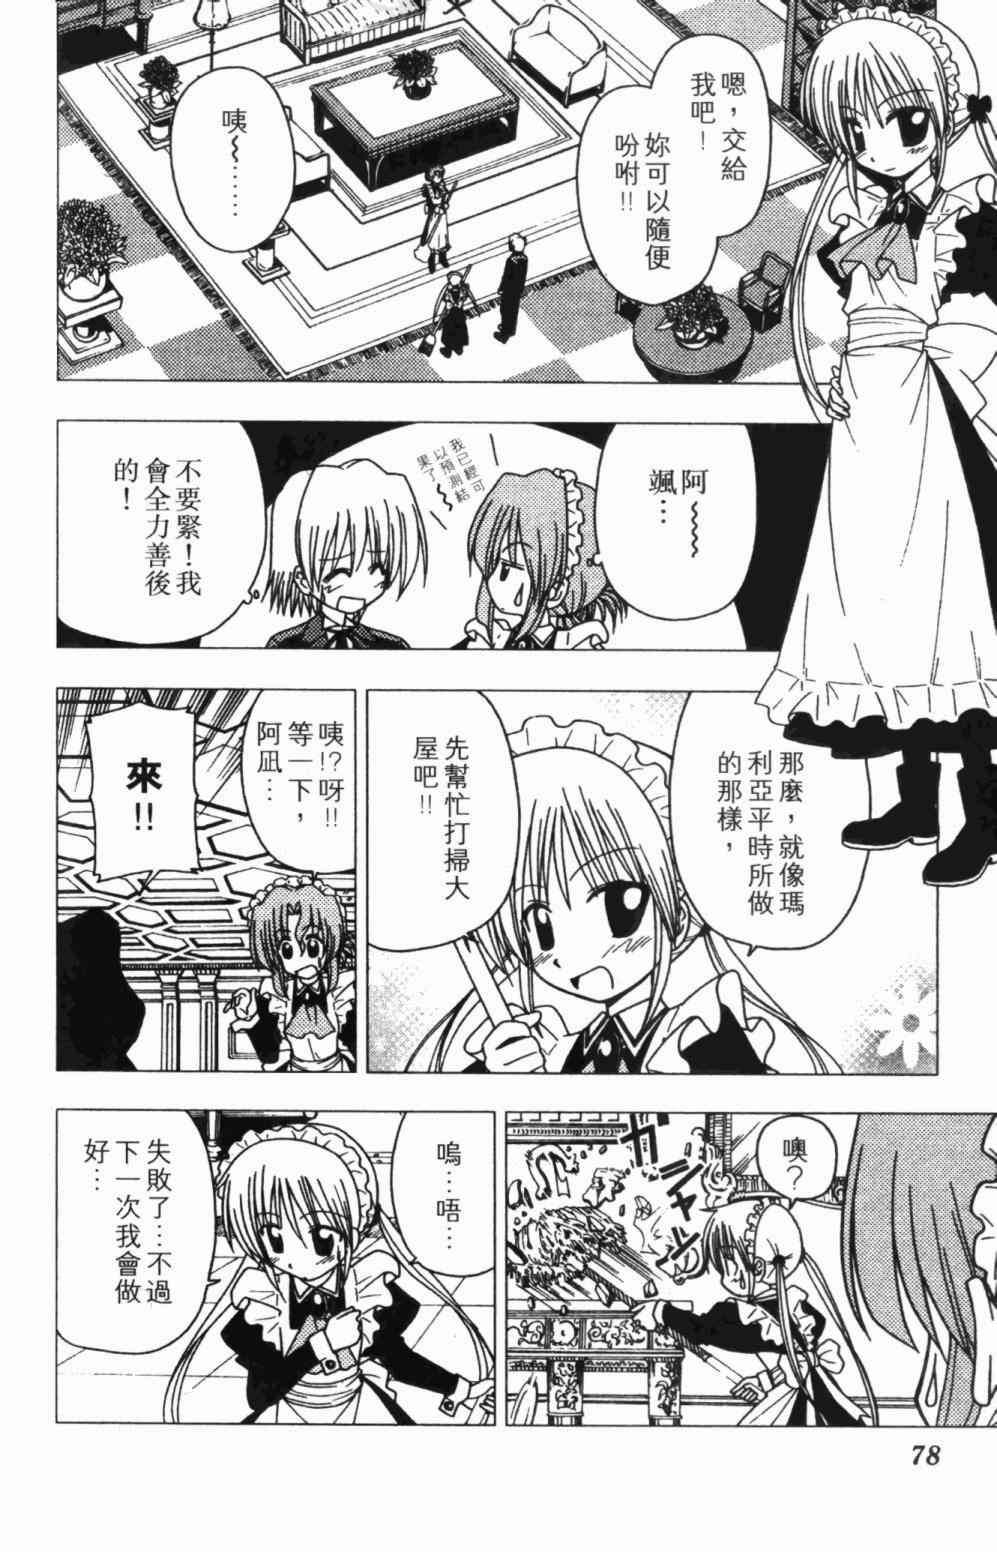 嗯，交給
我吧！
妳可以隨便
吩咐!!
咦～………
阿～～
颯…
我已經可
以預測結
果了～
不要緊！我
會全力善後
的！
那麼，就像瑪
利亞平時所做
的那樣，
先幫忙打掃大
屋吧!!
咦!?呀!!
等一下，
阿凪…
來!!
噢？
ガシャン
嗚…唔…
失敗了…不過
下一次我會做
好…
78